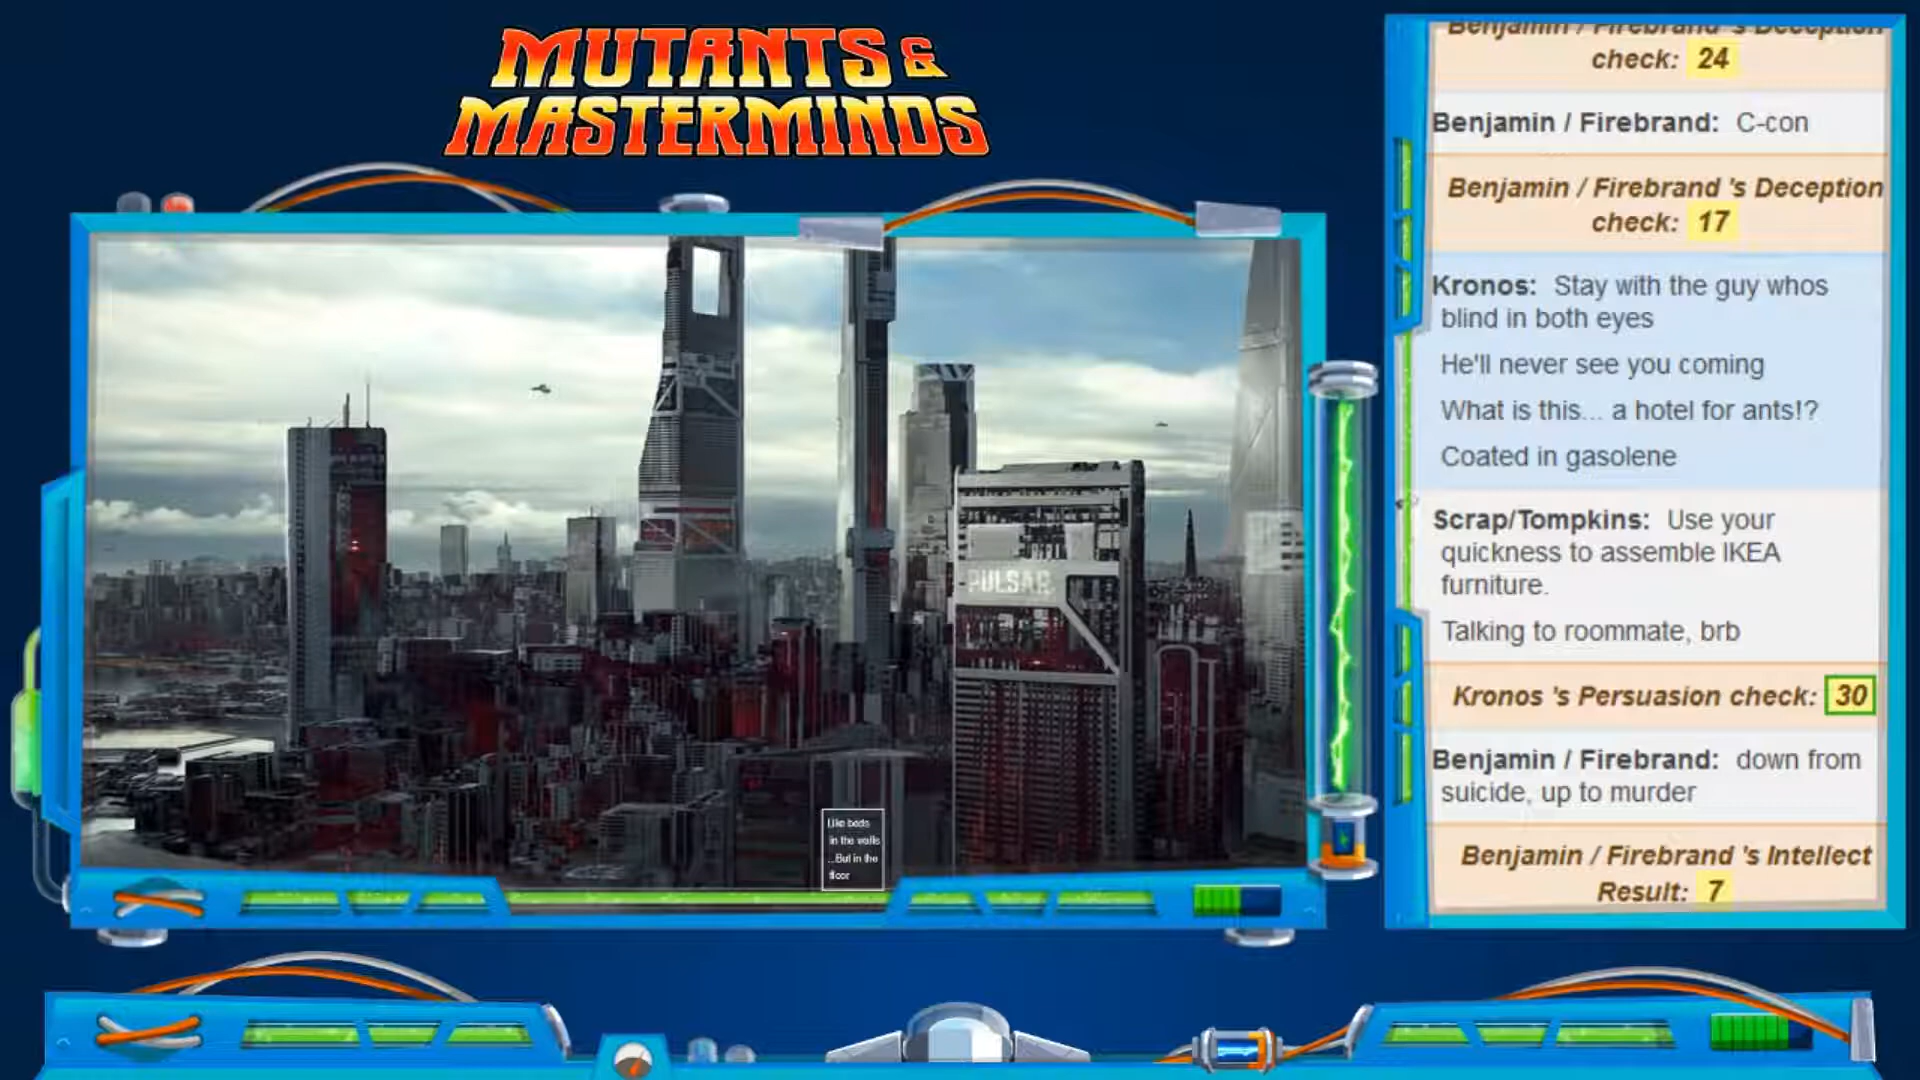 MUTANTS &
MASTERMINDS
PULSAR
Like beds
in the walls
...But in the
floor
Benjamin / Firebrand 's Deception
check: 24
Benjamin / Firebrand: C-con
Benjamin / Firebrand 's Deception
check: 17
Kronos: Stay with the guy whos
blind in both eyes
He'll never see you coming
What is this... a hotel for ants!?
Coated in gasolene
Scrap/Tompkins: Use your
quickness to assemble IKEA
furniture.
Talking to roommate, brb
Kronos 's Persuasion check: 30
Benjamin / Firebrand: down from
suicide, up to murder
Benjamin / Firebrand 's Intellect
Result: 7